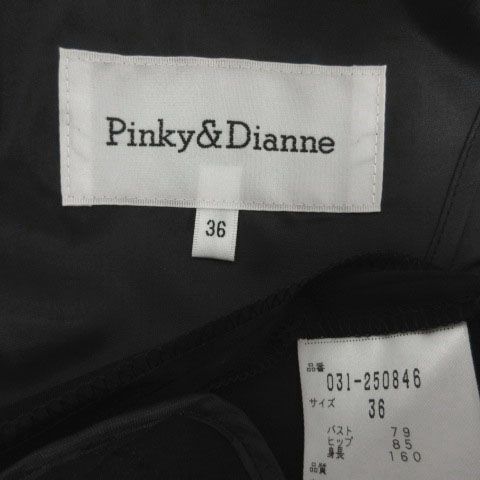 Pinky&Dianne
36
品番
031-250846
サイズ
36
バスト 79
ヒップ 85
身長 160
品質